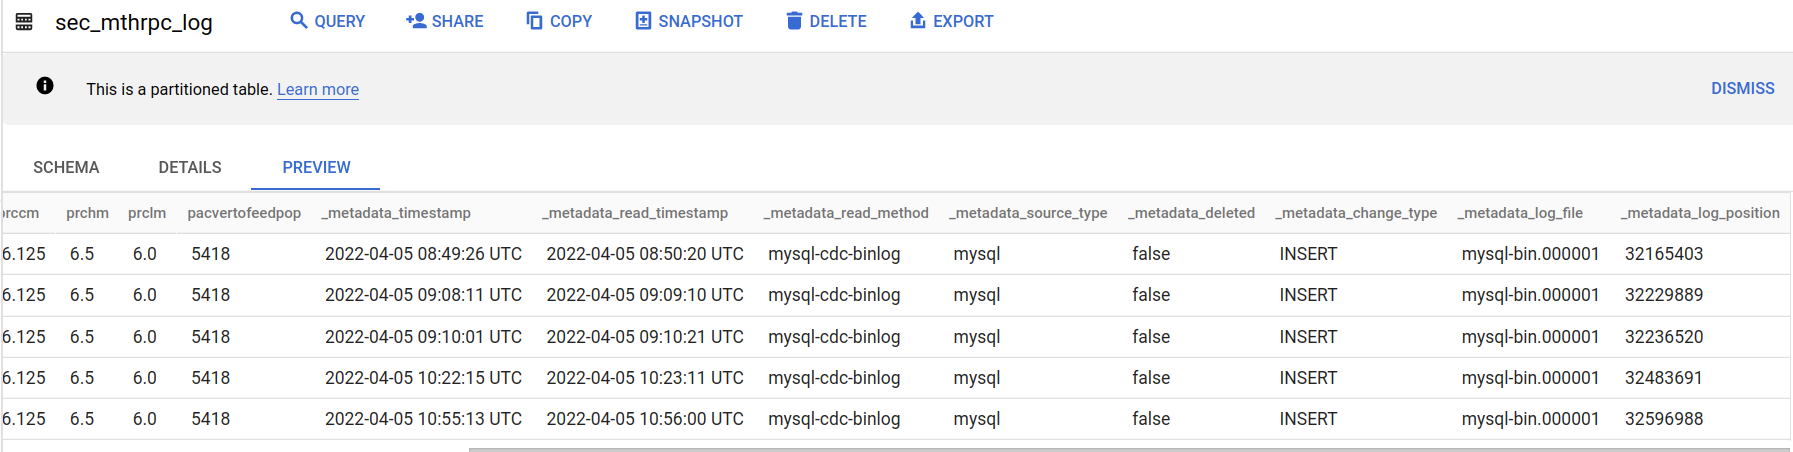 sec_mthrpc_log QUERY SHARE COPY SNAPSHOT DELETE EXPORT
This is a partitioned table. Learn more DISMISS
SCHEMA DETAILS PREVIEW
prccm prchm prclm pacvertofeedpop _metadata_timestamp _metadata_read_timestamp _metadata_read_method _metadata_source_type _metadata_deleted _metadata_change_type _metadata_log_file _metadata_log_position
6.125 6.5 6.0 5418 2022-04-05 08:49:26 UTC 2022-04-05 08:50:20 UTC mysql-cdc-binlog mysql false INSERT mysql-bin.000001 32165403
6.125 6.5 6.0 5418 2022-04-05 09:08:11 UTC 2022-04-05 09:09:10 UTC mysql-cdc-binlog mysql false INSERT mysql-bin.000001 32229889
6.125 6.5 6.0 5418 2022-04-05 09:10:01 UTC 2022-04-05 09:10:21 UTC mysql-cdc-binlog mysql false INSERT mysql-bin.000001 32236520
6.125 6.5 6.0 5418 2022-04-05 10:22:15 UTC 2022-04-05 10:23:11 UTC mysql-cdc-binlog mysql false INSERT mysql-bin.000001 32483691
6.125 6.5 6.0 5418 2022-04-05 10:55:13 UTC 2022-04-05 10:56:00 UTC mysql-cdc-binlog mysql false INSERT mysql-bin.000001 32596988